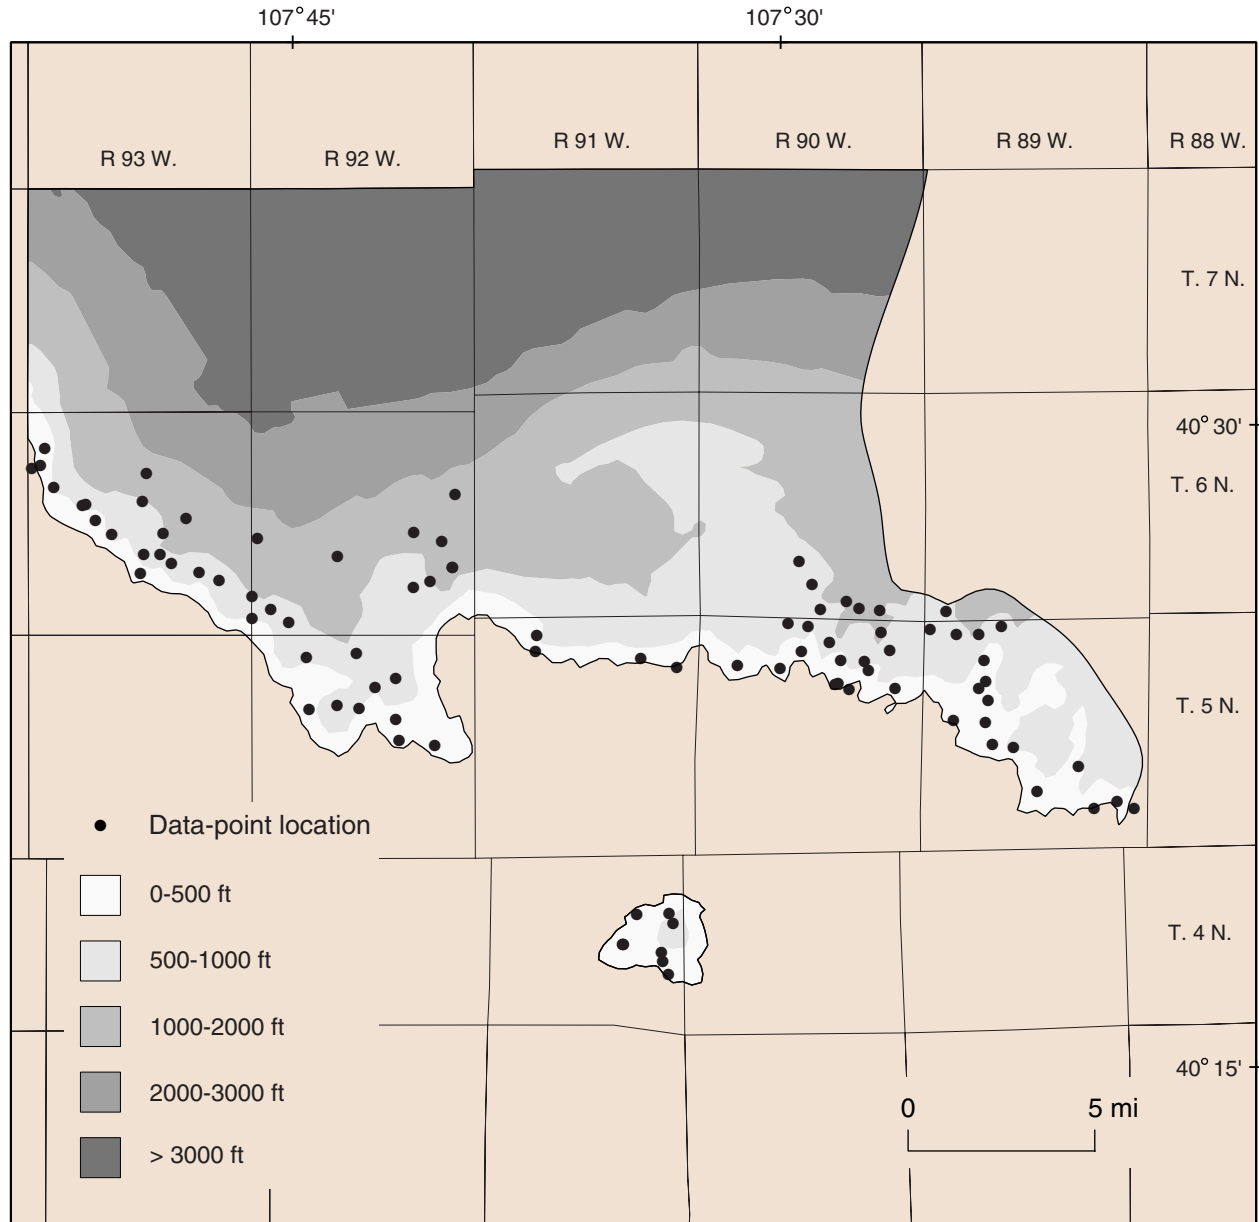 107°45'
107°30'
R 93 W.
R 92 W.
R 91 W.
R 90 W.
R 89 W.
R 88 W.
T. 7 N.
40°30'
T. 6 N.
T. 5 N.
Data-point location
0-500 ft
T. 4 N.
500-1000 ft
1000-2000 ft
40°15'
2000-3000 ft
0 5 mi
> 3000 ft